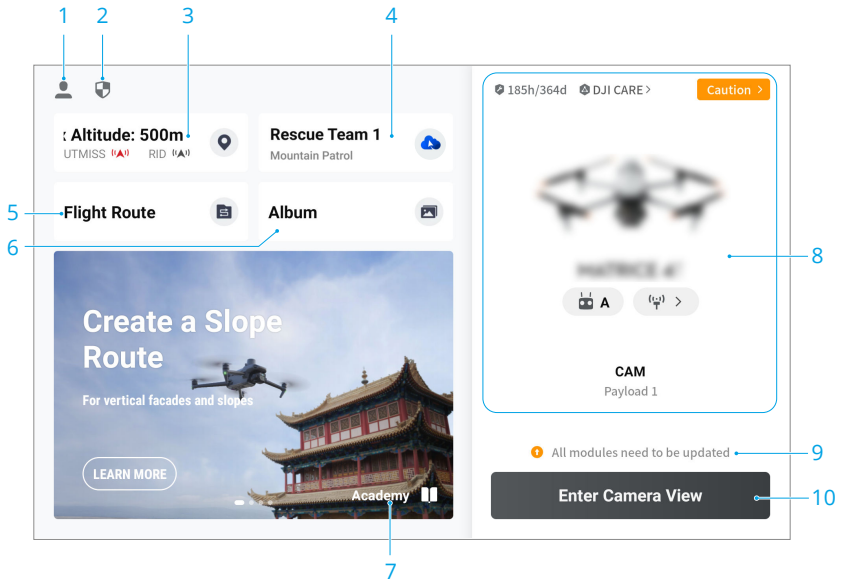 1
2
3
4
185h/364d
DJI CARE >
Caution >
x Altitude: 500m
UTMISS
RID
Rescue Team 1
Mountain Patrol
5
Flight Route
Album
6
8
A
>
Create a Slope
Route
For vertical facades and slopes
CAM
Payload 1
LEARN MORE
All modules need to be updated
9
Academy
Enter Camera View
10
7